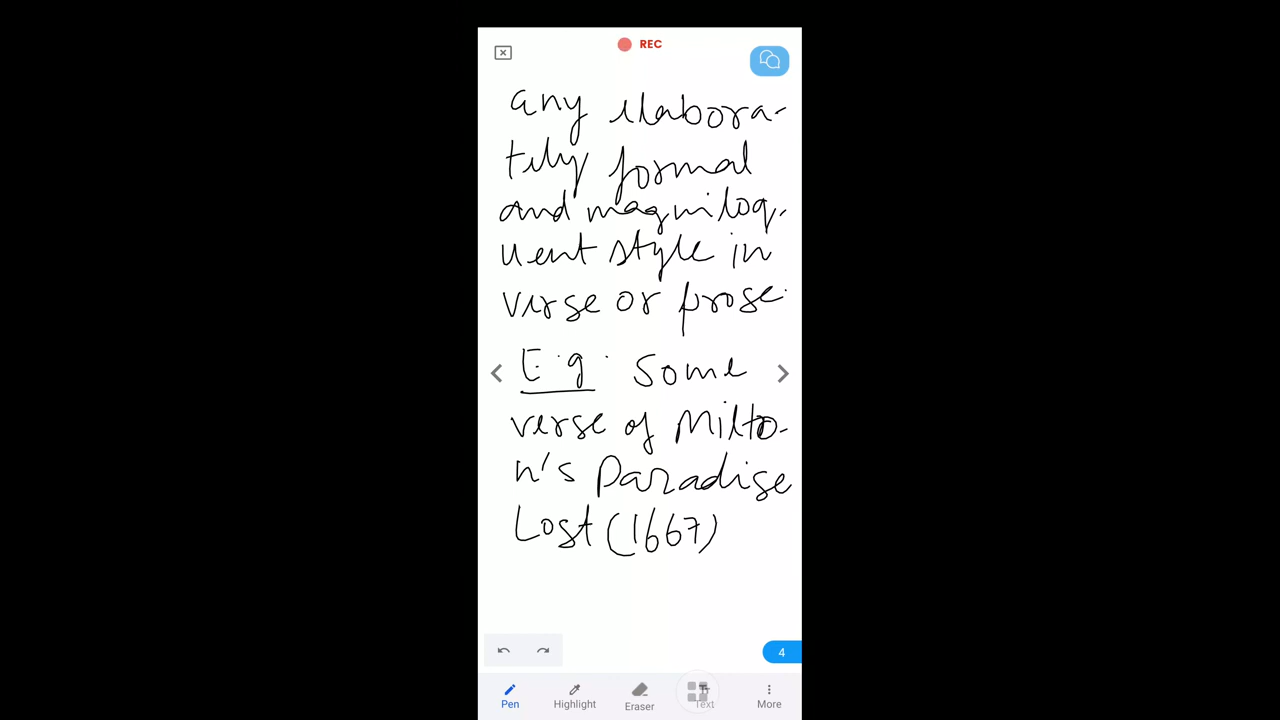 REC
any elabora-
tely formal
and magniloq-
uent style in
verse or prose.
E.g. Some
verse of Milto-
n's Paradise
Lost (1667)
4
Pen Highlight Eraser Text More